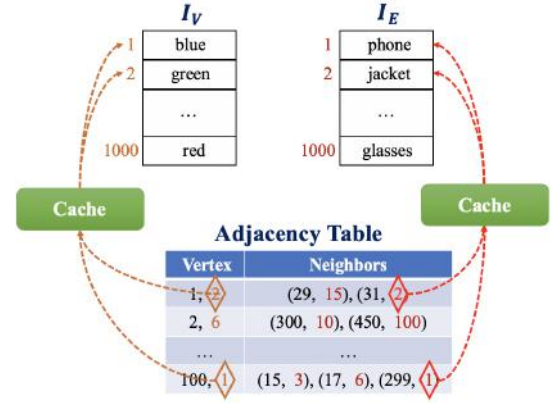 I_V I_E
1 blue 1 phone
2 green 2 jacket
... ...
1000 red 1000 glasses
Cache Cache
Adjacency Table
Vertex Neighbors
1, 2 (29, 15), (31, 2)
2, 6 (300, 10), (450, 100)
... ...
100, 1 (15, 3), (17, 6), (299, 1)